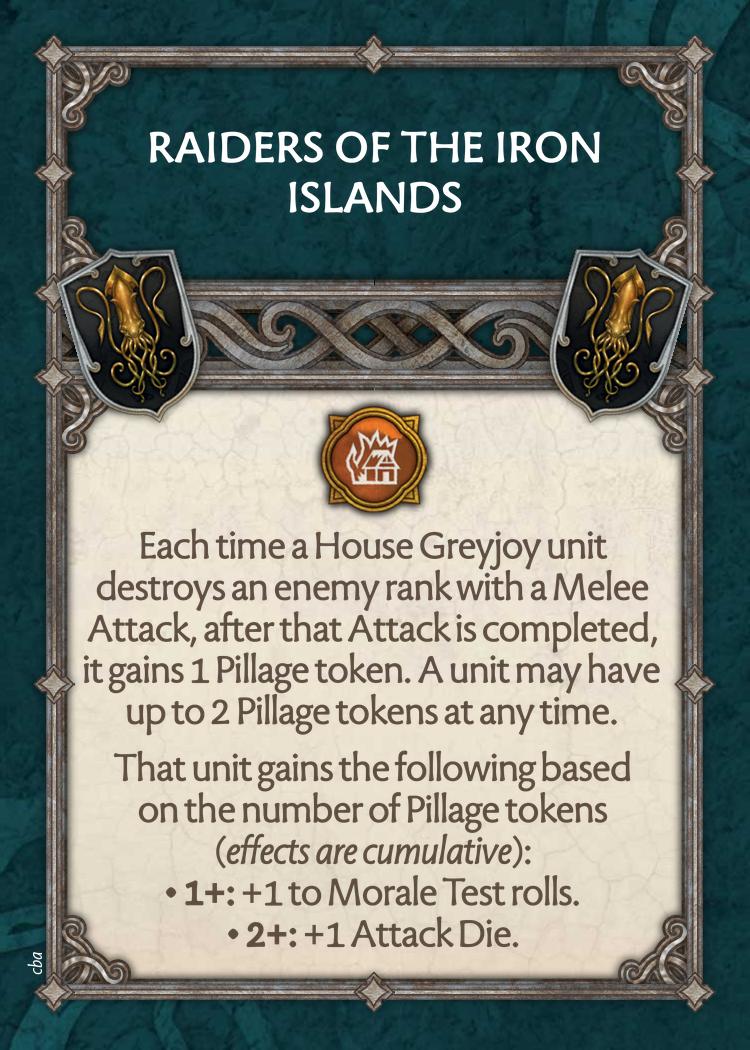 RAIDERS OF THE IRON
ISLANDS
Each time a House Greyjoy unit
destroys an enemy rank with a Melee
Attack, after that Attack is completed,
it gains 1 Pillage token. A unit may have
up to 2 Pillage tokens at any time.
That unit gains the following based
on the number of Pillage tokens
(effects are cumulative):
• 1+: +1 to Morale Test rolls.
• 2+: +1 Attack Die.
cba